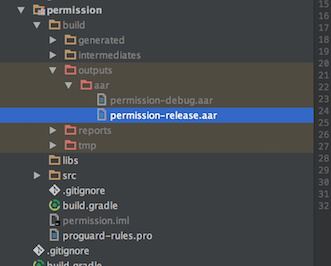 permission
build
generated
intermediates
outputs
aar
permission-debug.aar
permission-release.aar
reports
tmp
libs
src
.gitignore
build.gradle
permission.iml
proguard-rules.pro
.gitignore
build.gradle
15
16
17
18
19
20
21
22
23
24
25
26
27
28
29
30
31
32